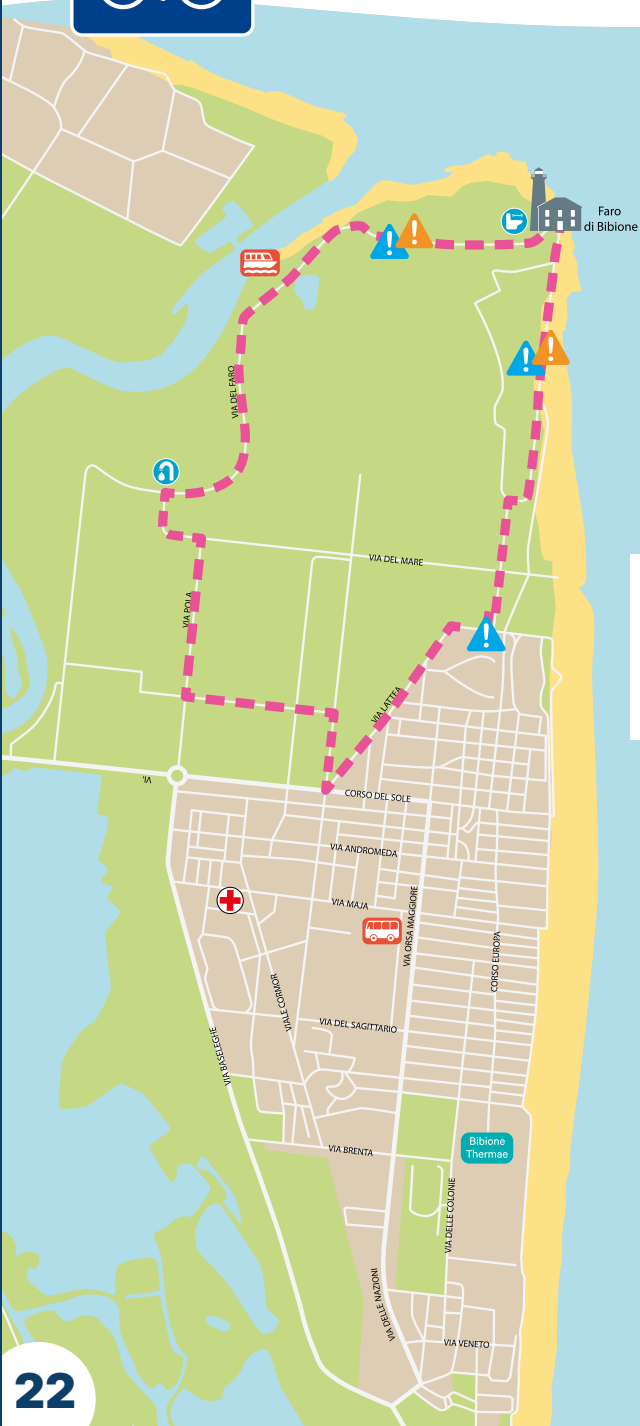 Faro
di Bibione
VIA DEL FARO
VIA DEL MARE
VIA POLA
VIA LATTEA
VI.
CORSO DEL SOLE
VIA ANDROMEDA
VIA MAJA
VIA ORSA MAGGIORE
CORSO EUROPA
VIALE CORMOR
VIA DEL SAGITTARIO
VIA BASELEGHE
VIA BRENTA
Bibione
Thermae
VIA DELLE COLONIE
VIA DELLE NAZIONI
VIA VENETO
22